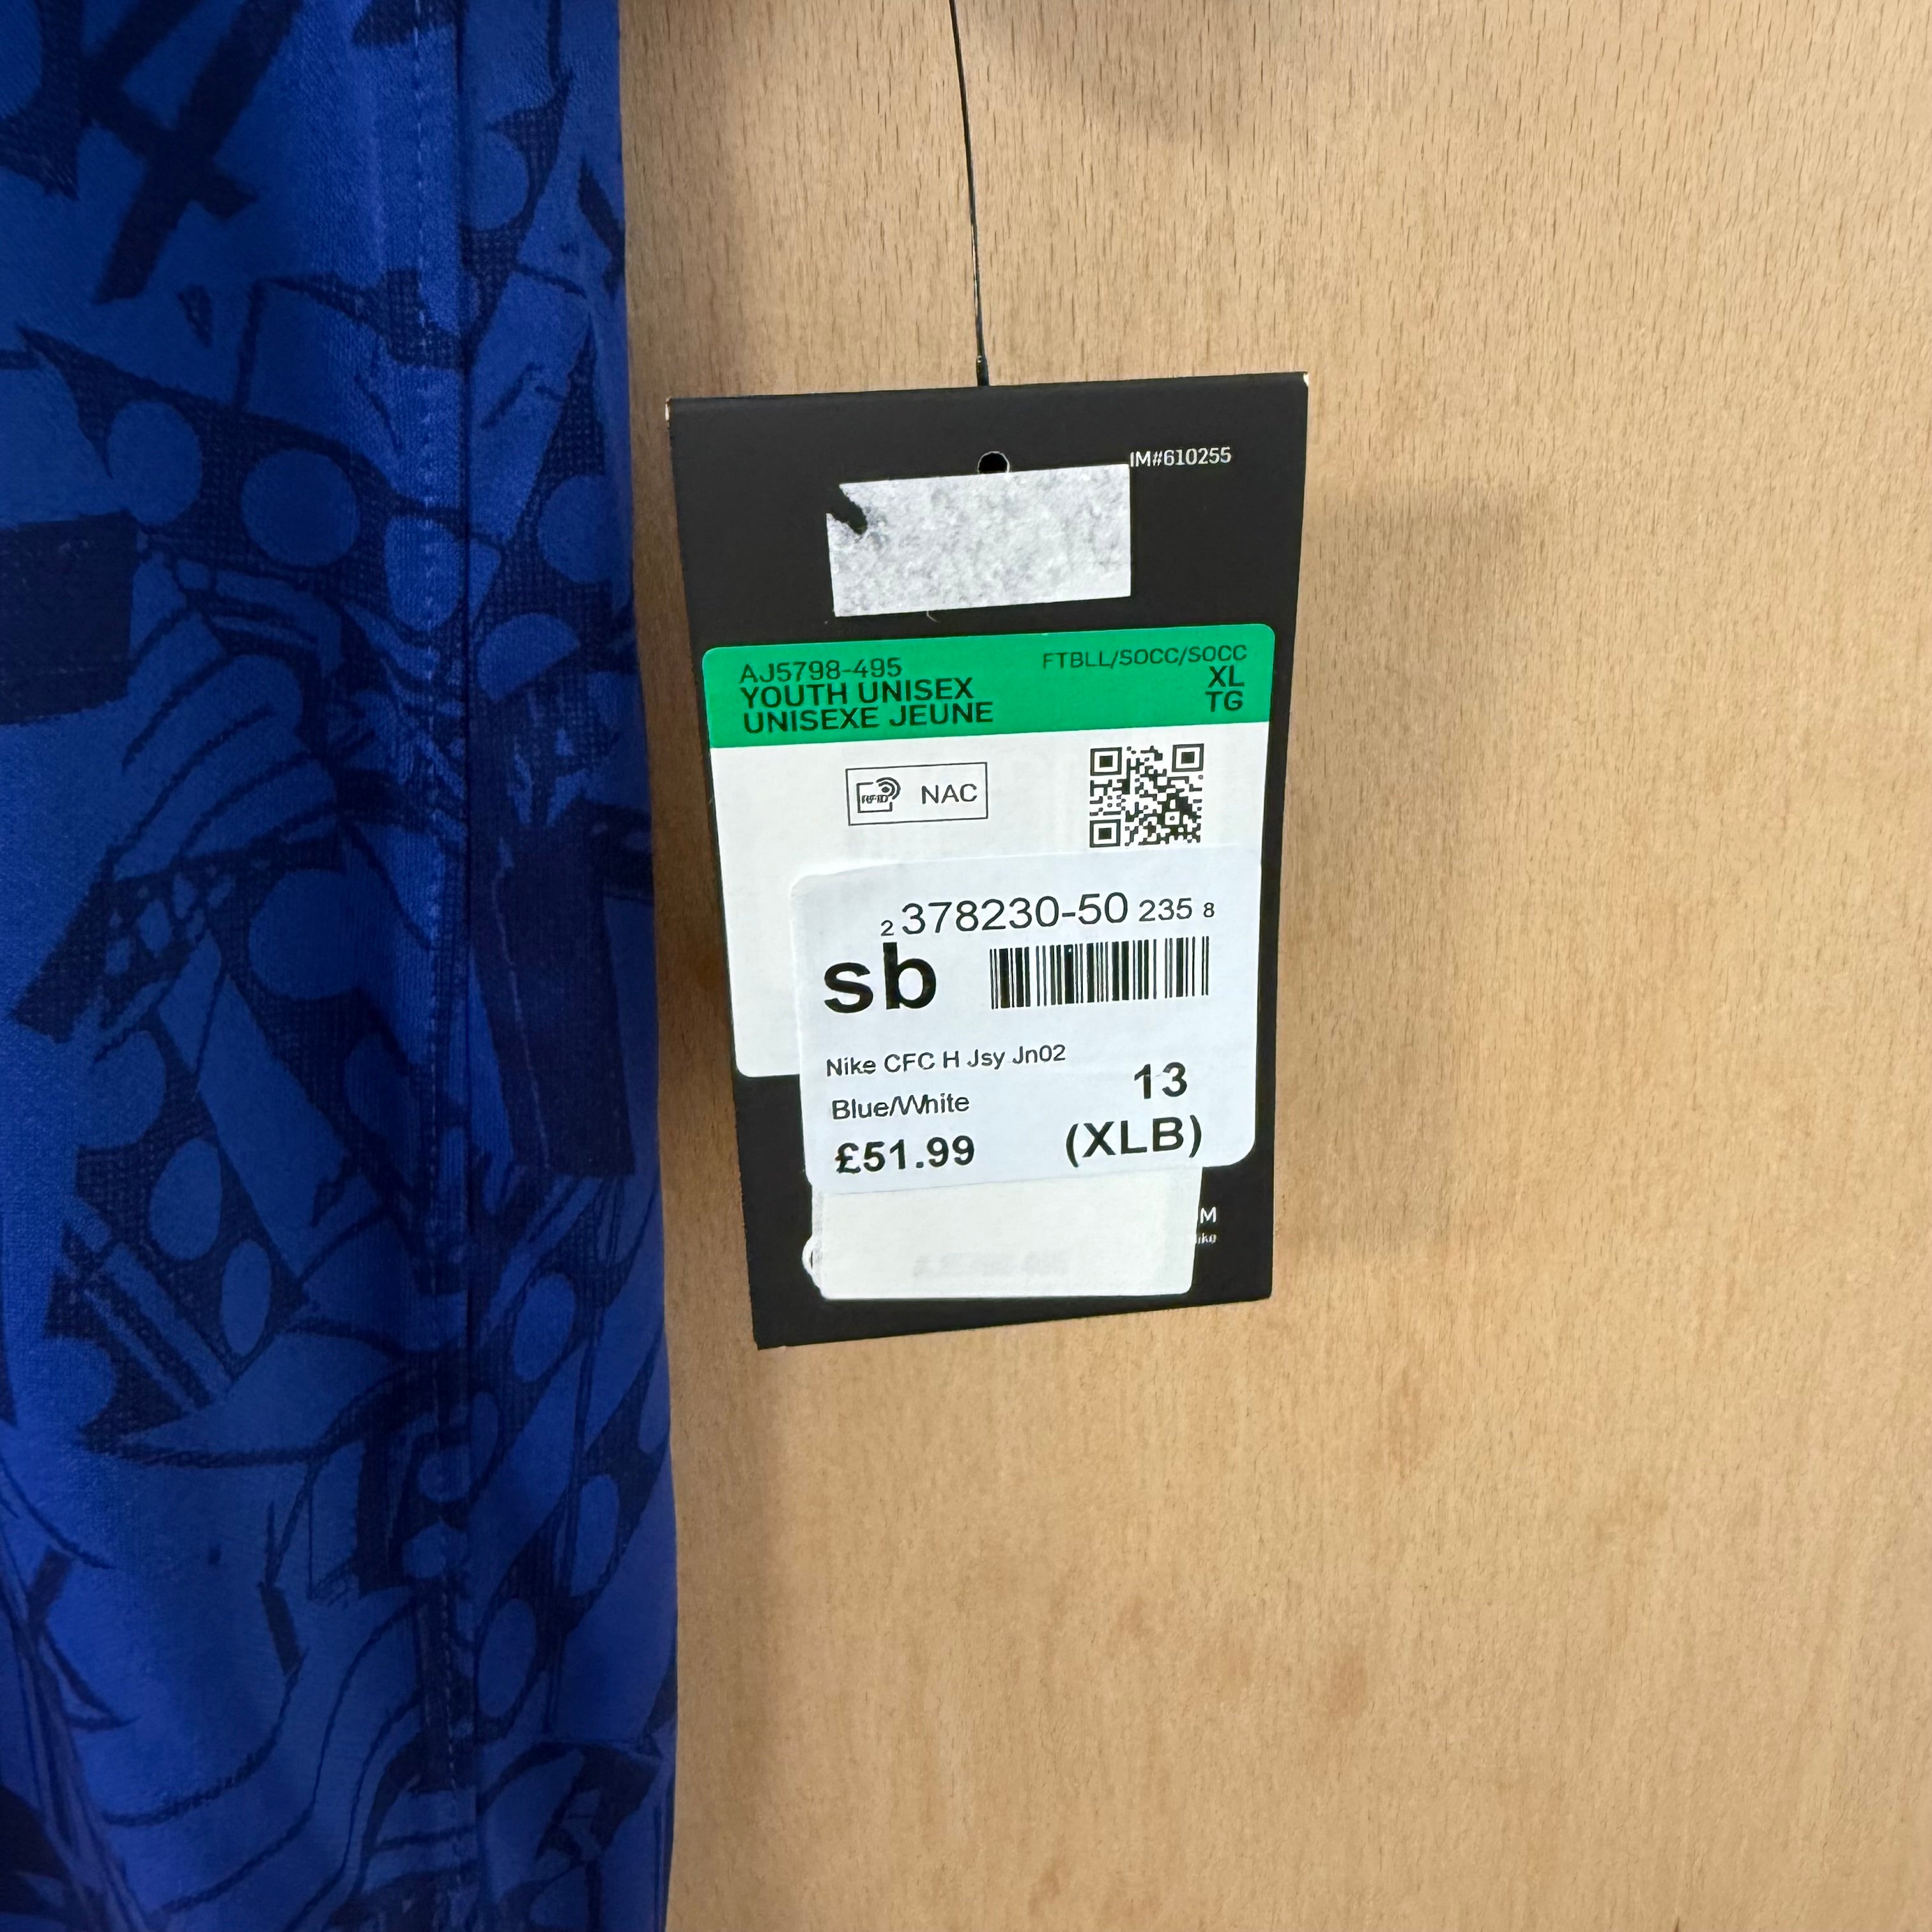 IM#610255
AJ5798-495 FTBLL/SOCC/SOCC
YOUTH UNISEX XL
UNISEXE JEUNE TG
RFID NAC
2 378230-50 235 8
sb
Nike CFC H Jsy Jn02
Blue/White 13
£51.99 (XLB)
M